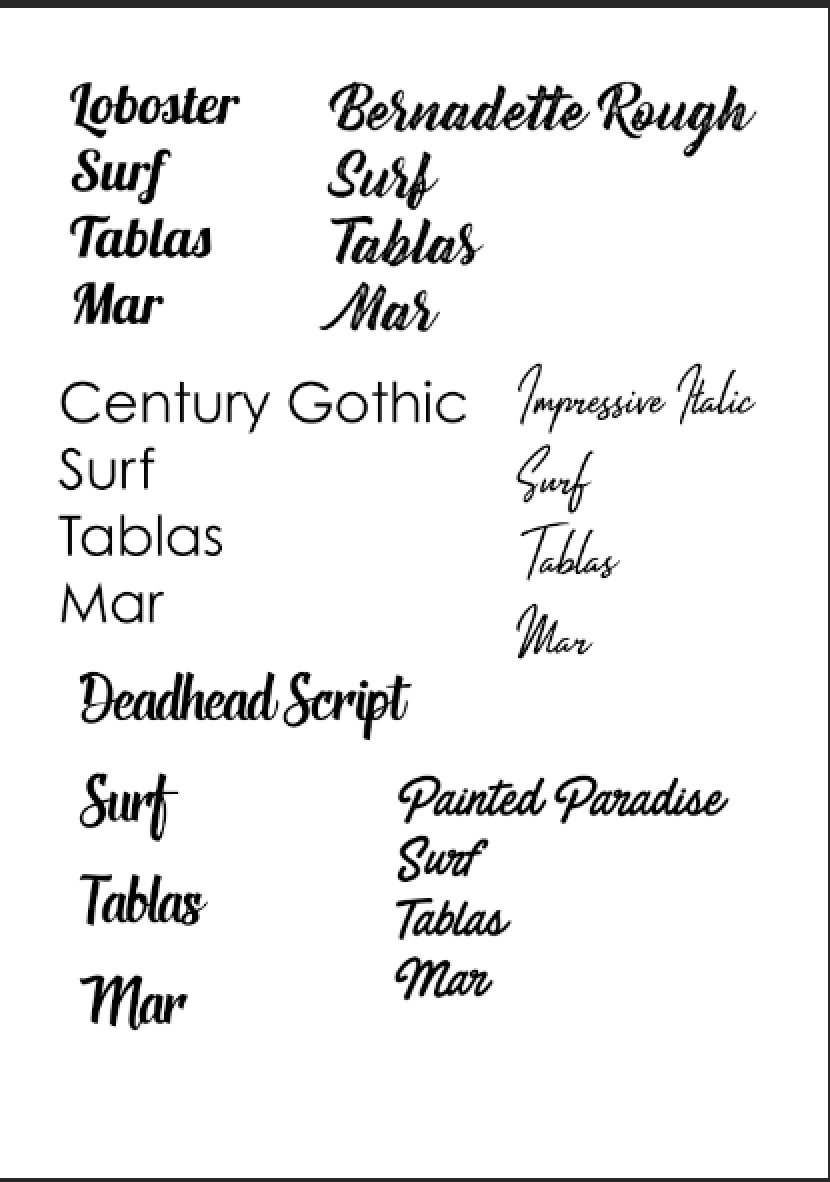 Loboster
Surf
Tablas
Mar
Bernadette Rough
Surf
Tablas
Mar
Century Gothic
Surf
Tablas
Mar
Impressive Italic
Surf
Tablas
Mar
Deadhead Script
Surf
Tablas
Mar
Painted Paradise
Surf
Tablas
Mar